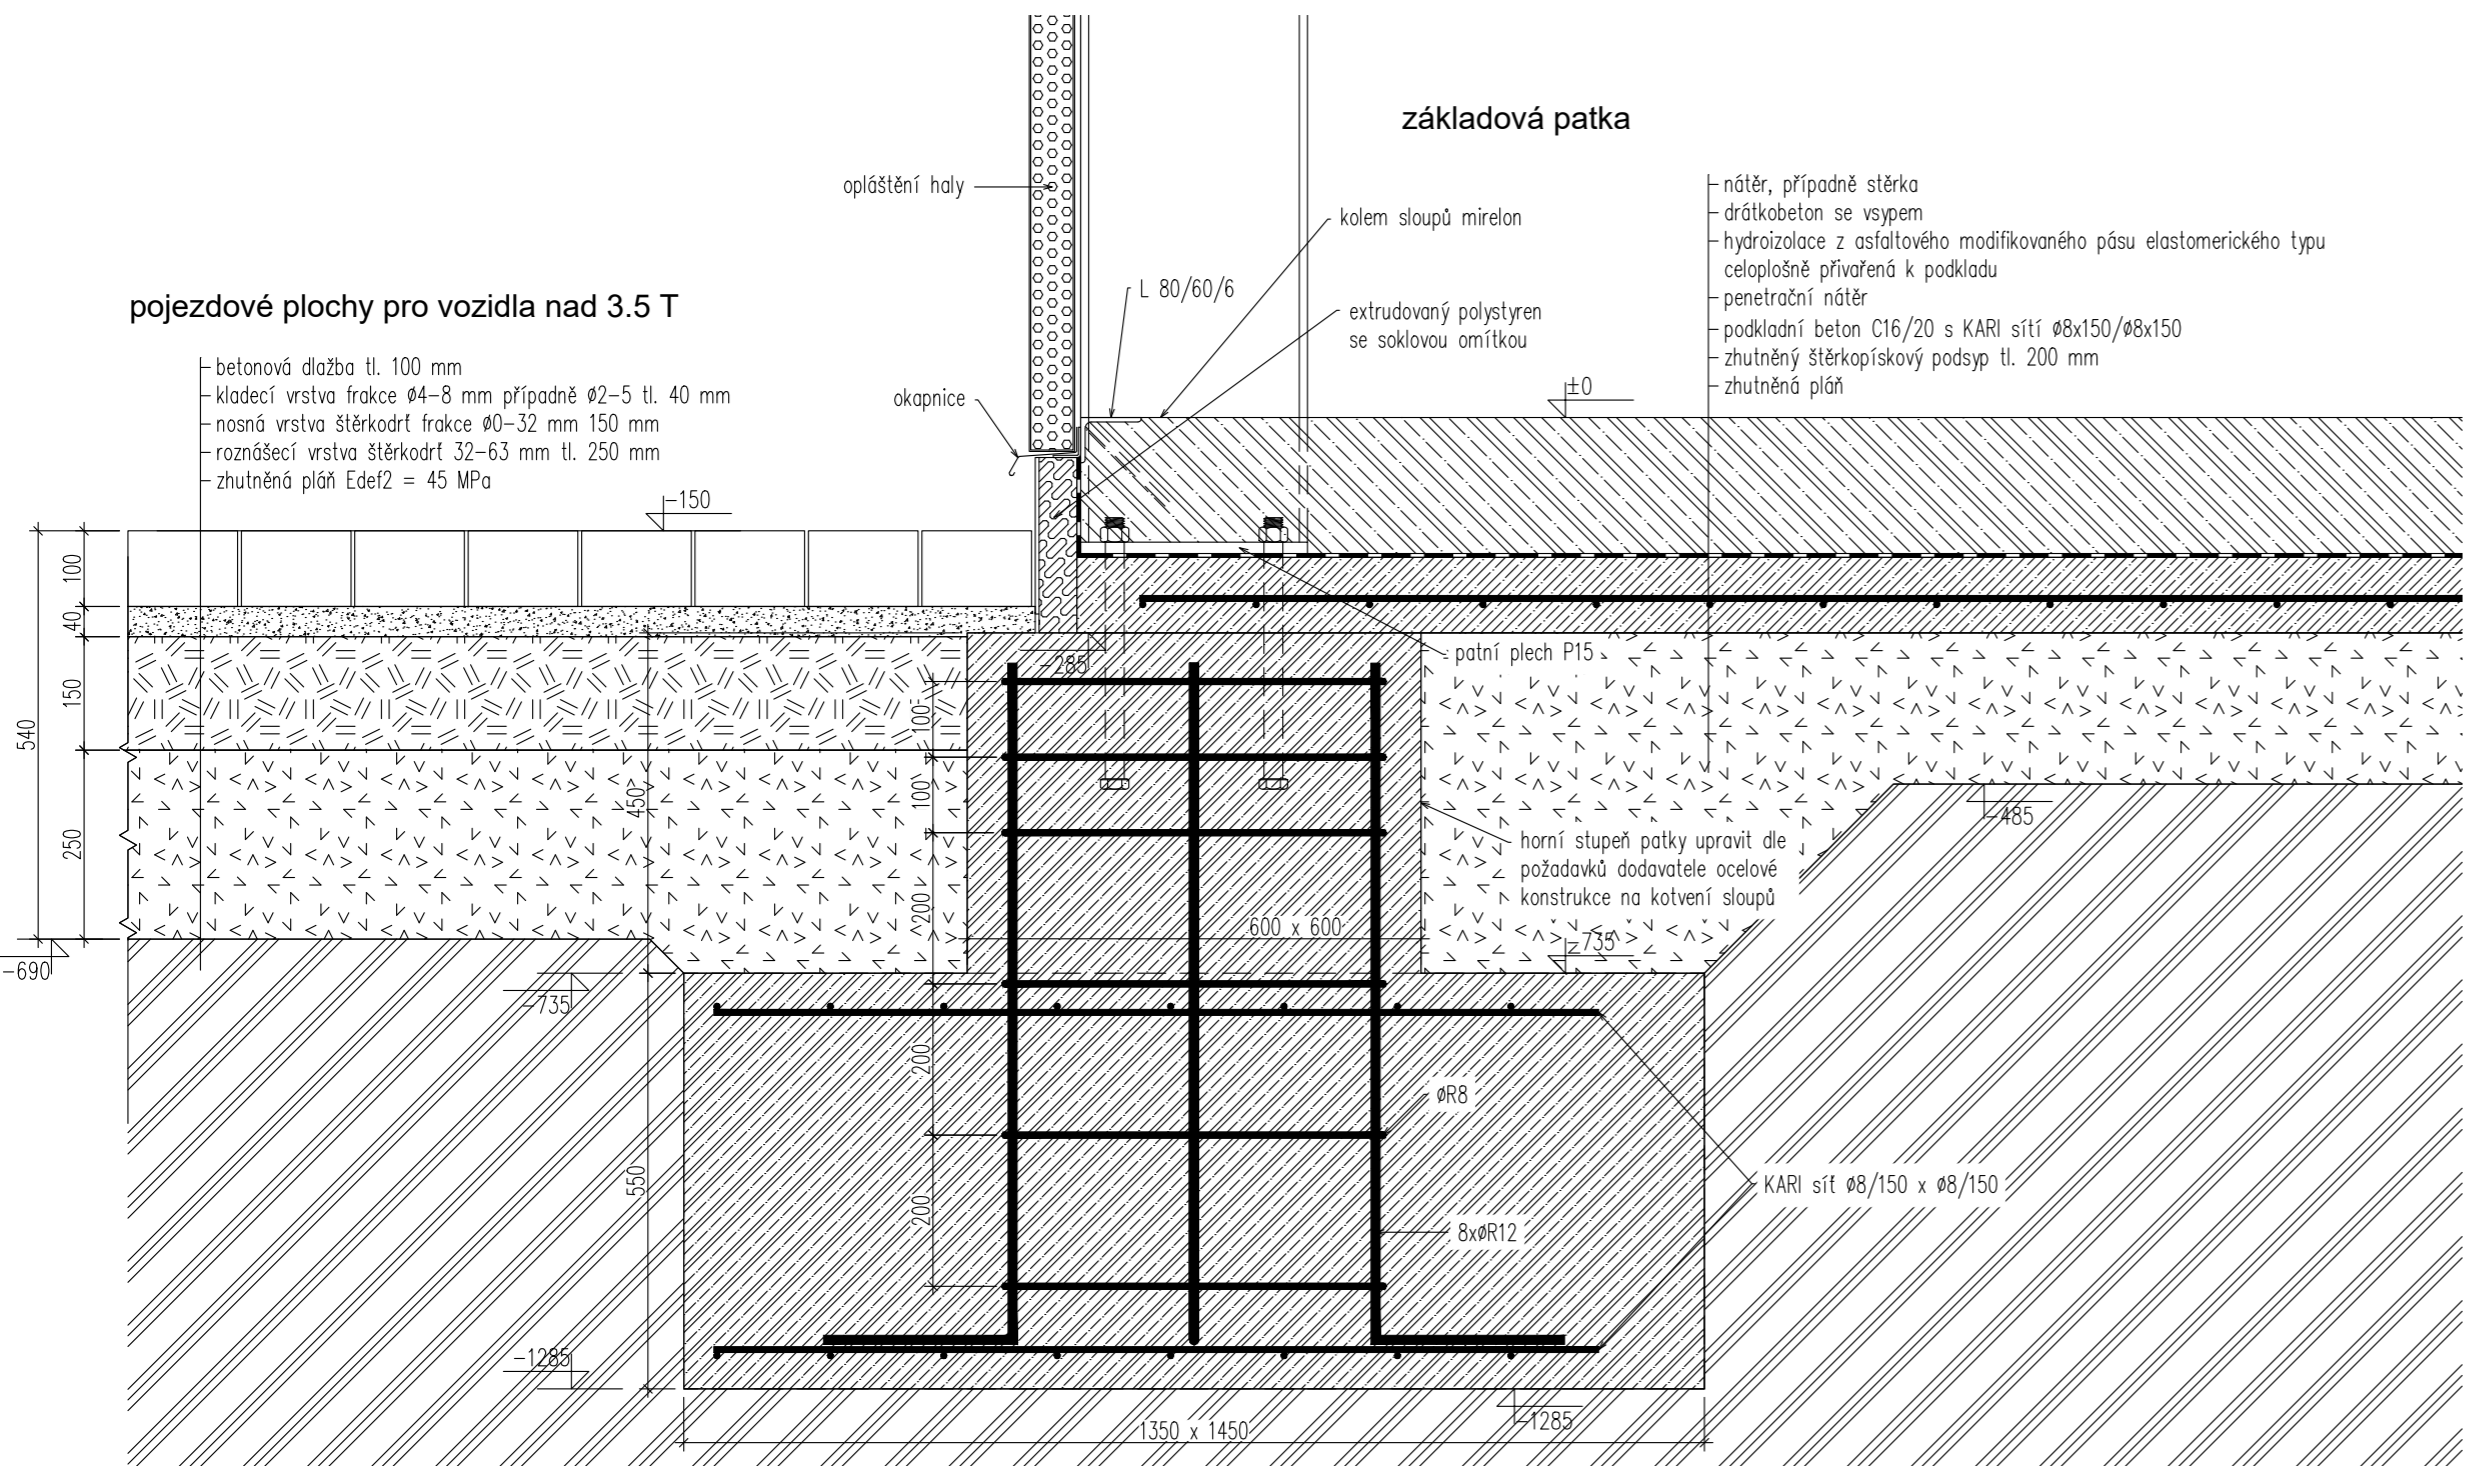 základová patka
opláštění haly
kolem sloupů mirelon
L 80/60/6
extrudovaný polystyren
se soklovou omítkou
okapnice
nátěr, případně stěrka
drátkobeton se vsypem
hydroizolace z asfaltového modifikovaného pásu elastomerického typu
celoplošně přivařená k podkladu
penetrační nátěr
podkladní beton C16/20 s KARI sítí ø8x150/ø8x150
zhutněný štěrkopískový podsyp tl. 200 mm
zhutněná pláň
±0
pojezdové plochy pro vozidla nad 3.5 T
betonová dlažba tl. 100 mm
kladecí vrstva frakce ø4-8 mm případně ø2-5 tl. 40 mm
nosná vrstva štěrkodrť frakce ø0-32 mm 150 mm
roznášecí vrstva štěrkodrť 32-63 mm tl. 250 mm
zhutněná pláň Edef2 = 45 MPa
-150
540
100
40
150
250
-690
-285
patní plech P15
100
100
200
200
200
450
550
-485
horní stupeň patky upravit dle
požadavků dodavatele ocelové
konstrukce na kotvení sloupů
600 x 600
-735
-735
øR8
KARI síť ø8/150 x ø8/150
8xøR12
-1285
-1285
1350 x 1450